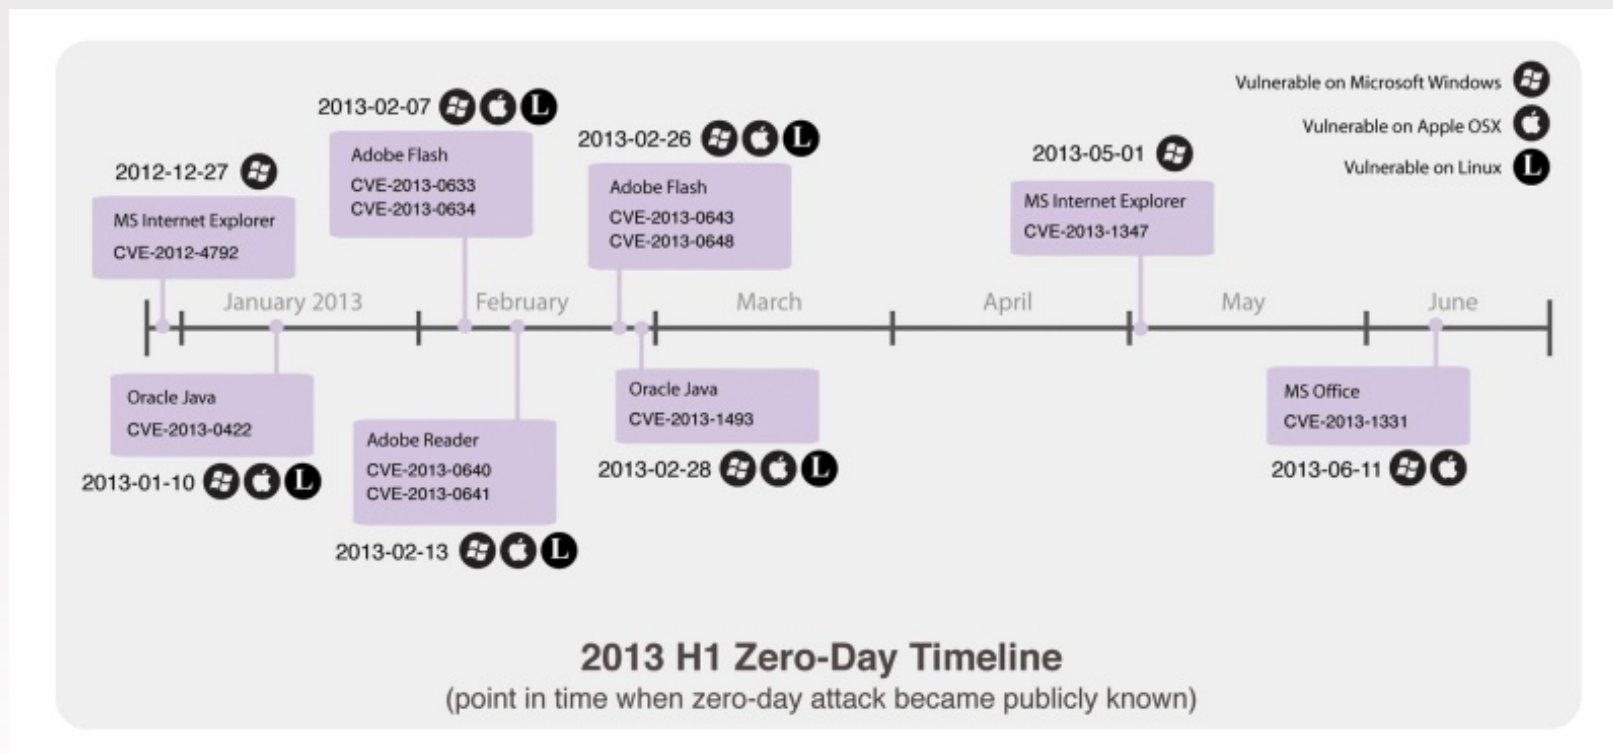 Vulnerable on Microsoft Windows
Vulnerable on Apple OSX
Vulnerable on Linux L
2012-12-27
MS Internet Explorer
CVE-2012-4792
2013-02-07 L
Adobe Flash
CVE-2013-0633
CVE-2013-0634
2013-02-26 L
Adobe Flash
CVE-2013-0643
CVE-2013-0648
2013-05-01
MS Internet Explorer
CVE-2013-1347
January 2013
February
March
April
May
June
Oracle Java
CVE-2013-0422
2013-01-10 L
Adobe Reader
CVE-2013-0640
CVE-2013-0641
2013-02-13 L
Oracle Java
CVE-2013-1493
2013-02-28 L
MS Office
CVE-2013-1331
2013-06-11
2013 H1 Zero-Day Timeline
(point in time when zero-day attack became publicly known)